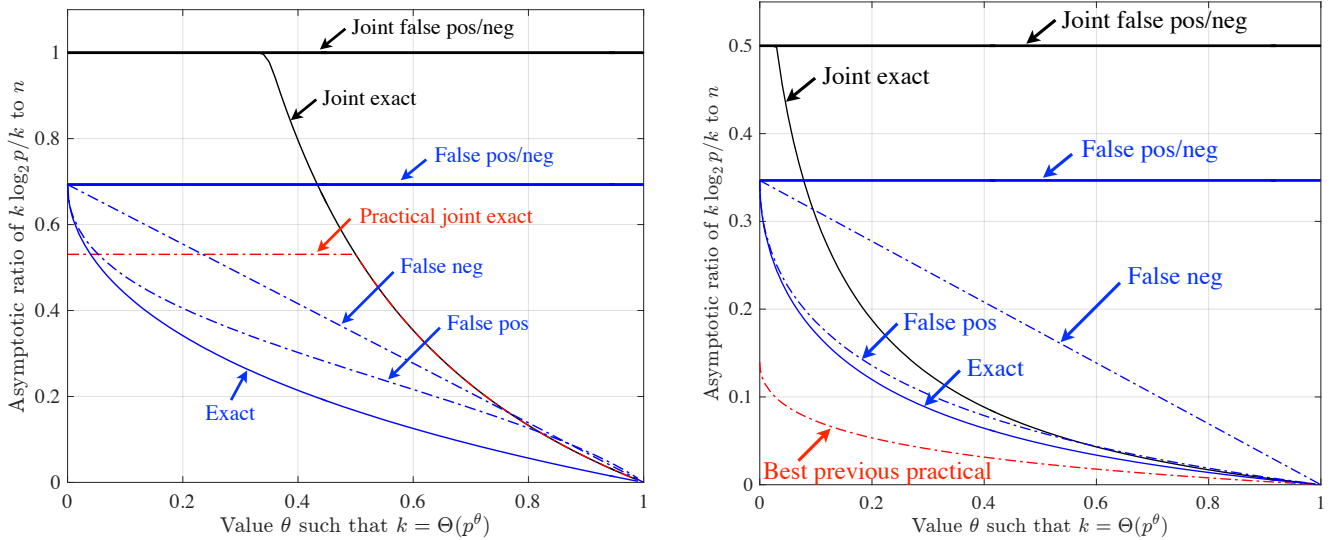 Asymptotic ratio of k log₂ p/k to n
1
0.8
0.6
0.4
0.2
0
Joint false pos/neg
Joint exact
False pos/neg
Practical joint exact
False neg
False pos
Exact
0
0.2
0.4
0.6
0.8
1
Value θ such that k = Θ(p^θ)
Asymptotic ratio of k log₂ p/k to n
0.5
0.4
0.3
0.2
0.1
0
Joint false pos/neg
Joint exact
False pos/neg
False neg
False pos
Exact
Best previous practical
0
0.2
0.4
0.6
0.8
1
Value θ such that k = Θ(p^θ)